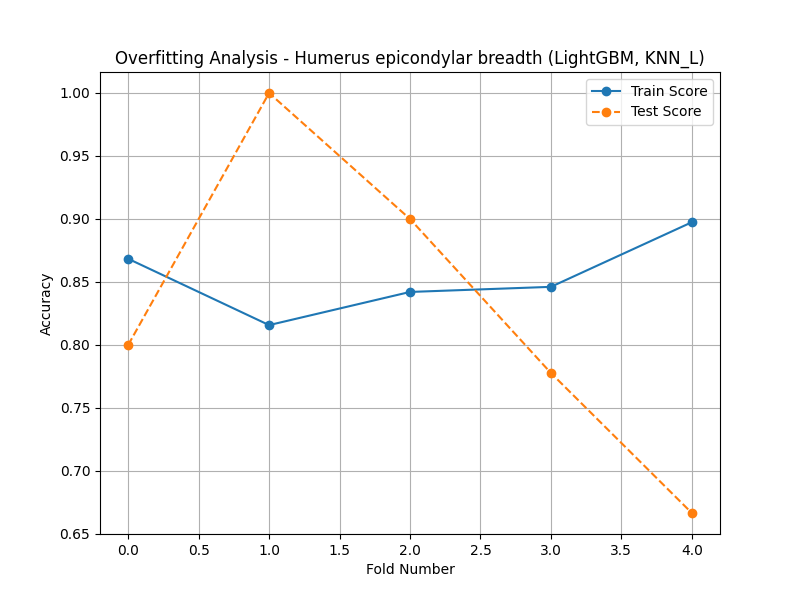 Overfitting Analysis - Humerus epicondylar breadth (LightGBM, KNN_L)
Train Score
Test Score
1.00
0.95
0.90
0.85
0.80
0.75
0.70
0.65
Accuracy
0.0 0.5 1.0 1.5 2.0 2.5 3.0 3.5 4.0
Fold Number